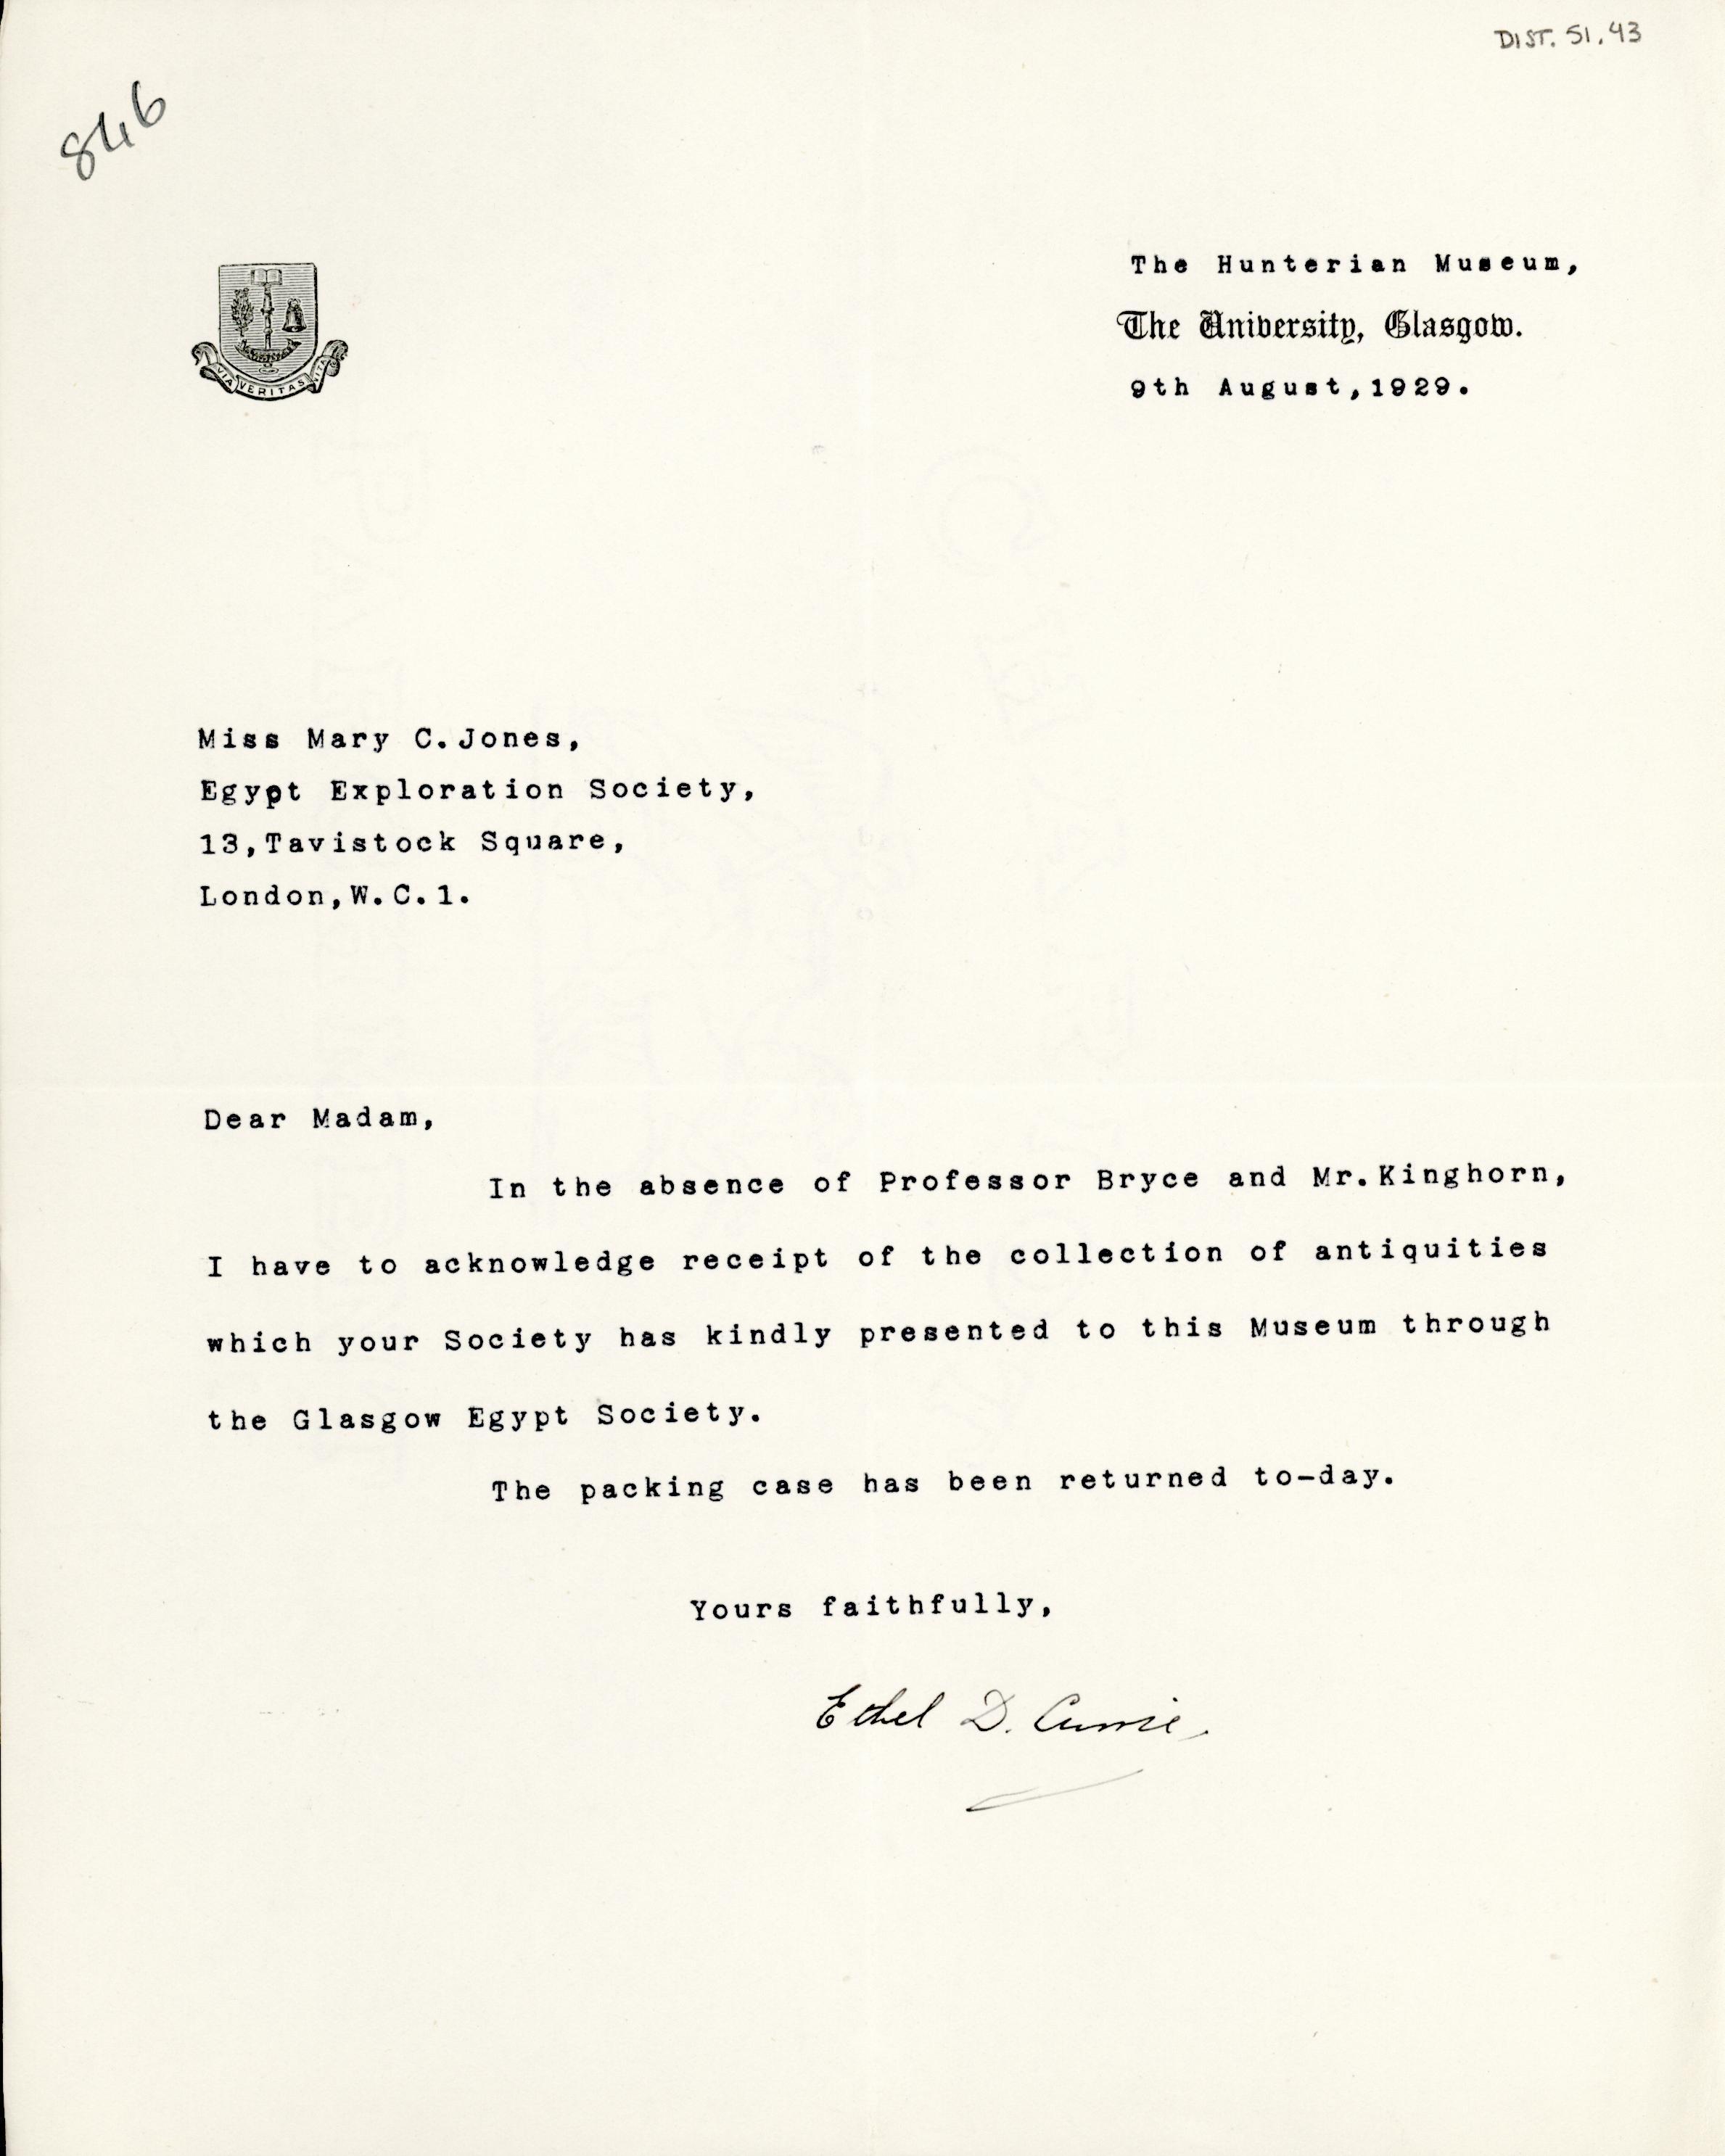 DIST. 51.43
846
The Hunterian Museum,
The University, Glasgow.
9th August,1929.
VIA VERITAS VITA
Miss Mary C.Jones,
Egypt Exploration Society,
13,Tavistock Square,
London,W.C.1.
Dear Madam,
In the absence of Professor Bryce and Mr.Kinghorn,
I have to acknowledge receipt of the collection of antiquities
which your Society has kindly presented to this Museum through
the Glasgow Egypt Society.
The packing case has been returned to-day.
Yours faithfully,
Ethel D. Currie.